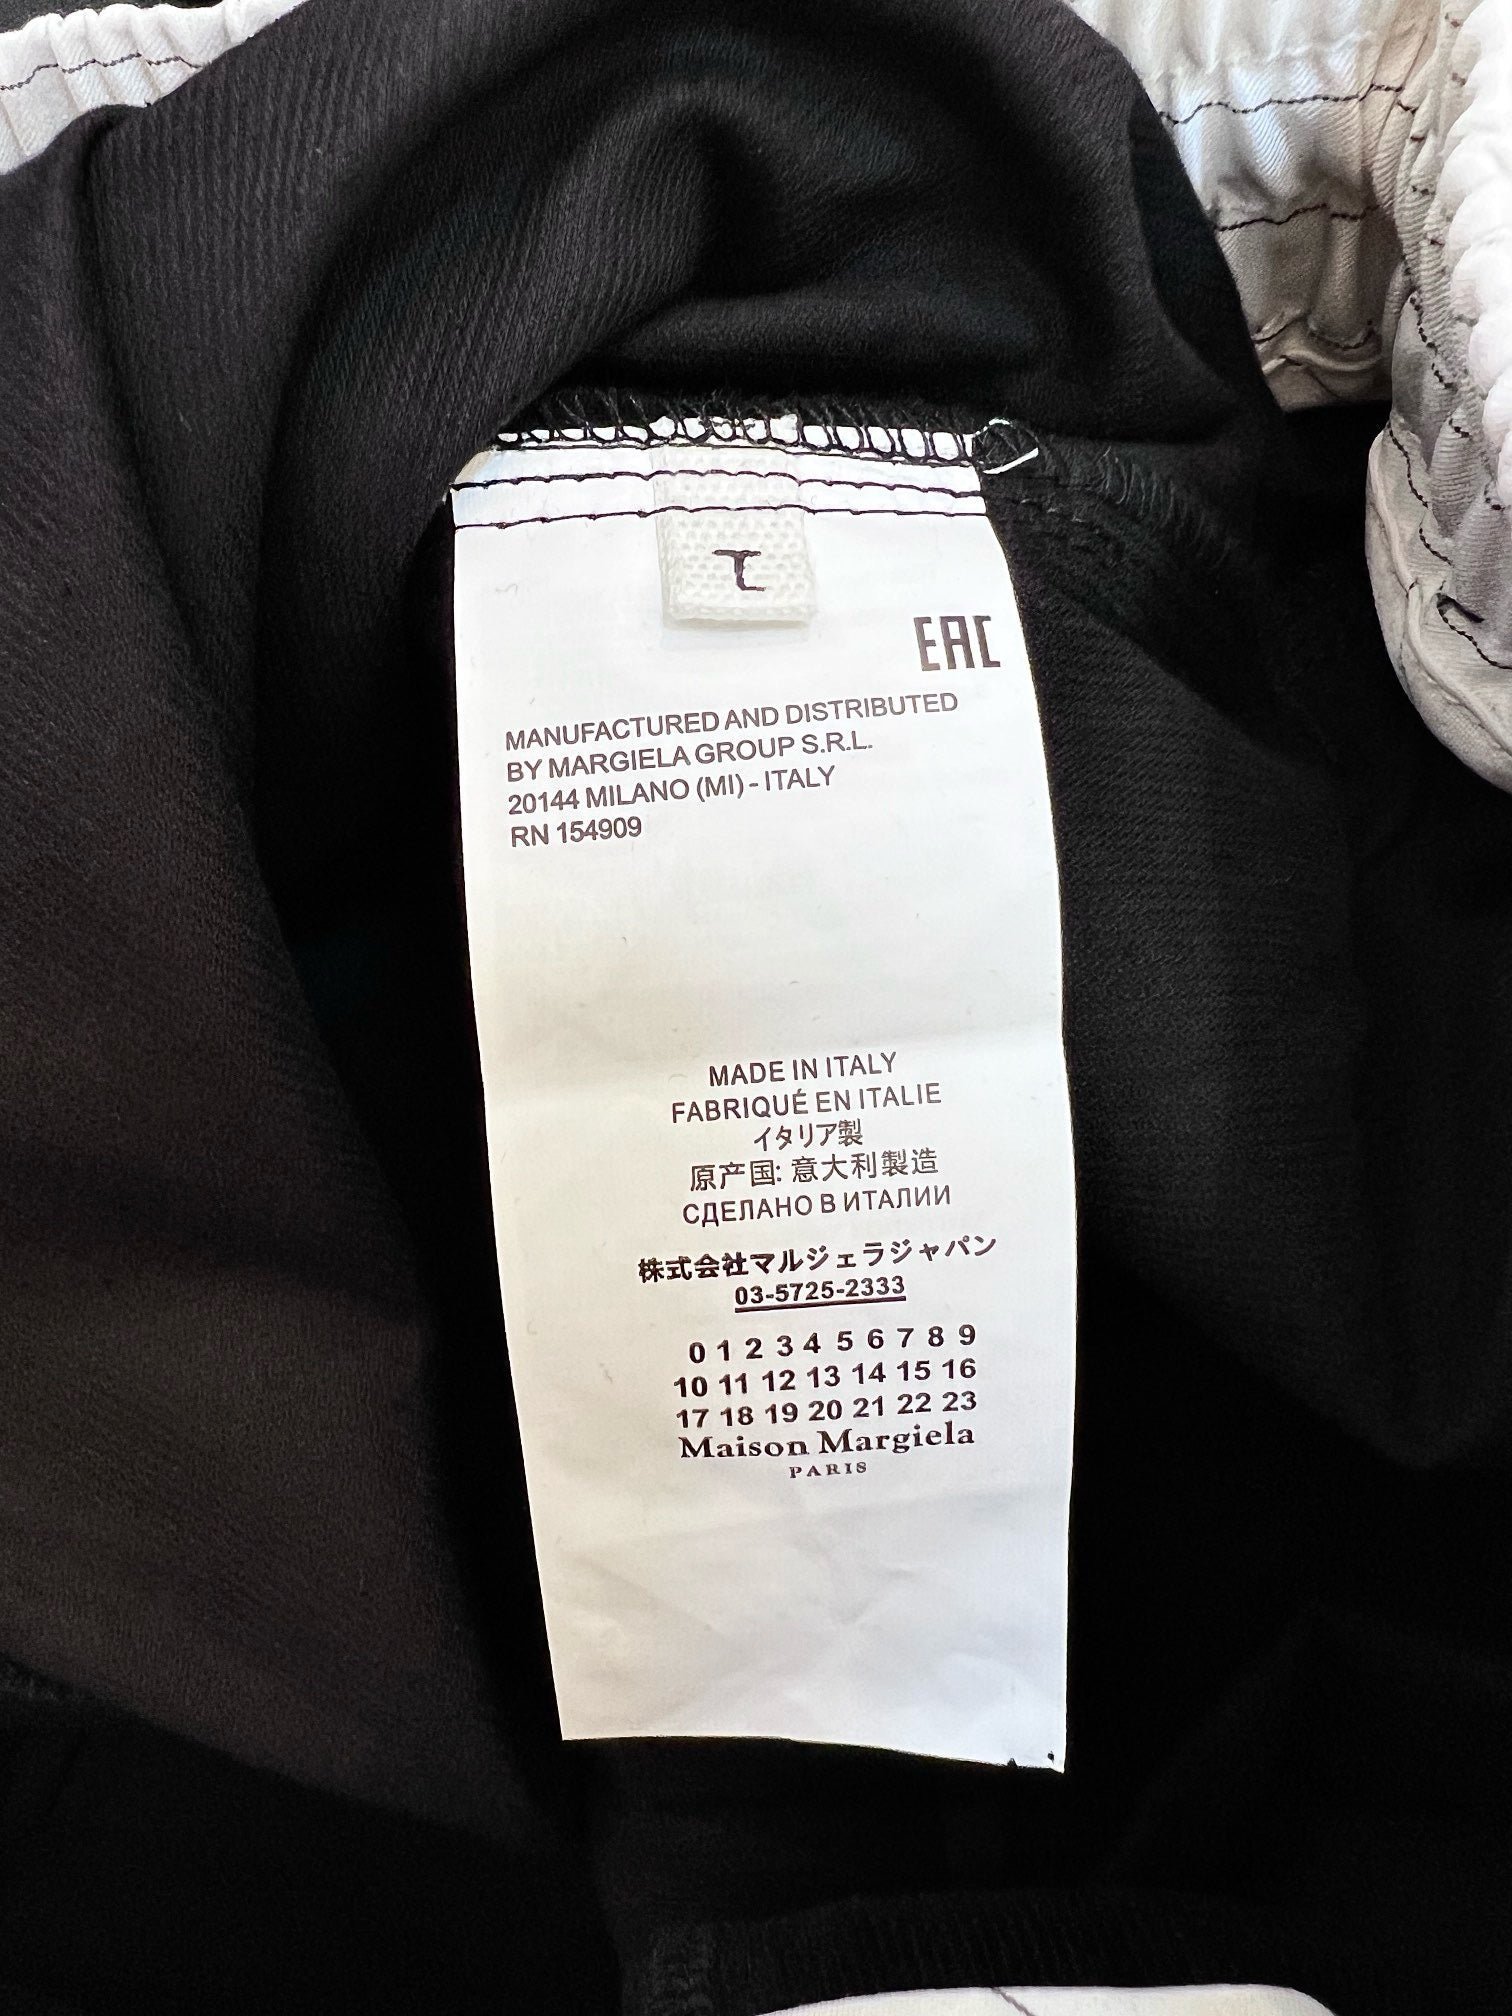 L
EAC
MANUFACTURED AND DISTRIBUTED
BY MARGIELA GROUP S.R.L.
20144 MILANO (MI) - ITALY
RN 154909
MADE IN ITALY
FABRIQUÉ EN ITALIE
イタリア製
原产国: 意大利製造
СДЕЛАНО В ИТАЛИИ
株式会社マルジェラジャパン
03-5725-2333
0 1 2 3 4 5 6 7 8 9
10 11 12 13 14 15 16
17 18 19 20 21 22 23
Maison Margiela
PARIS